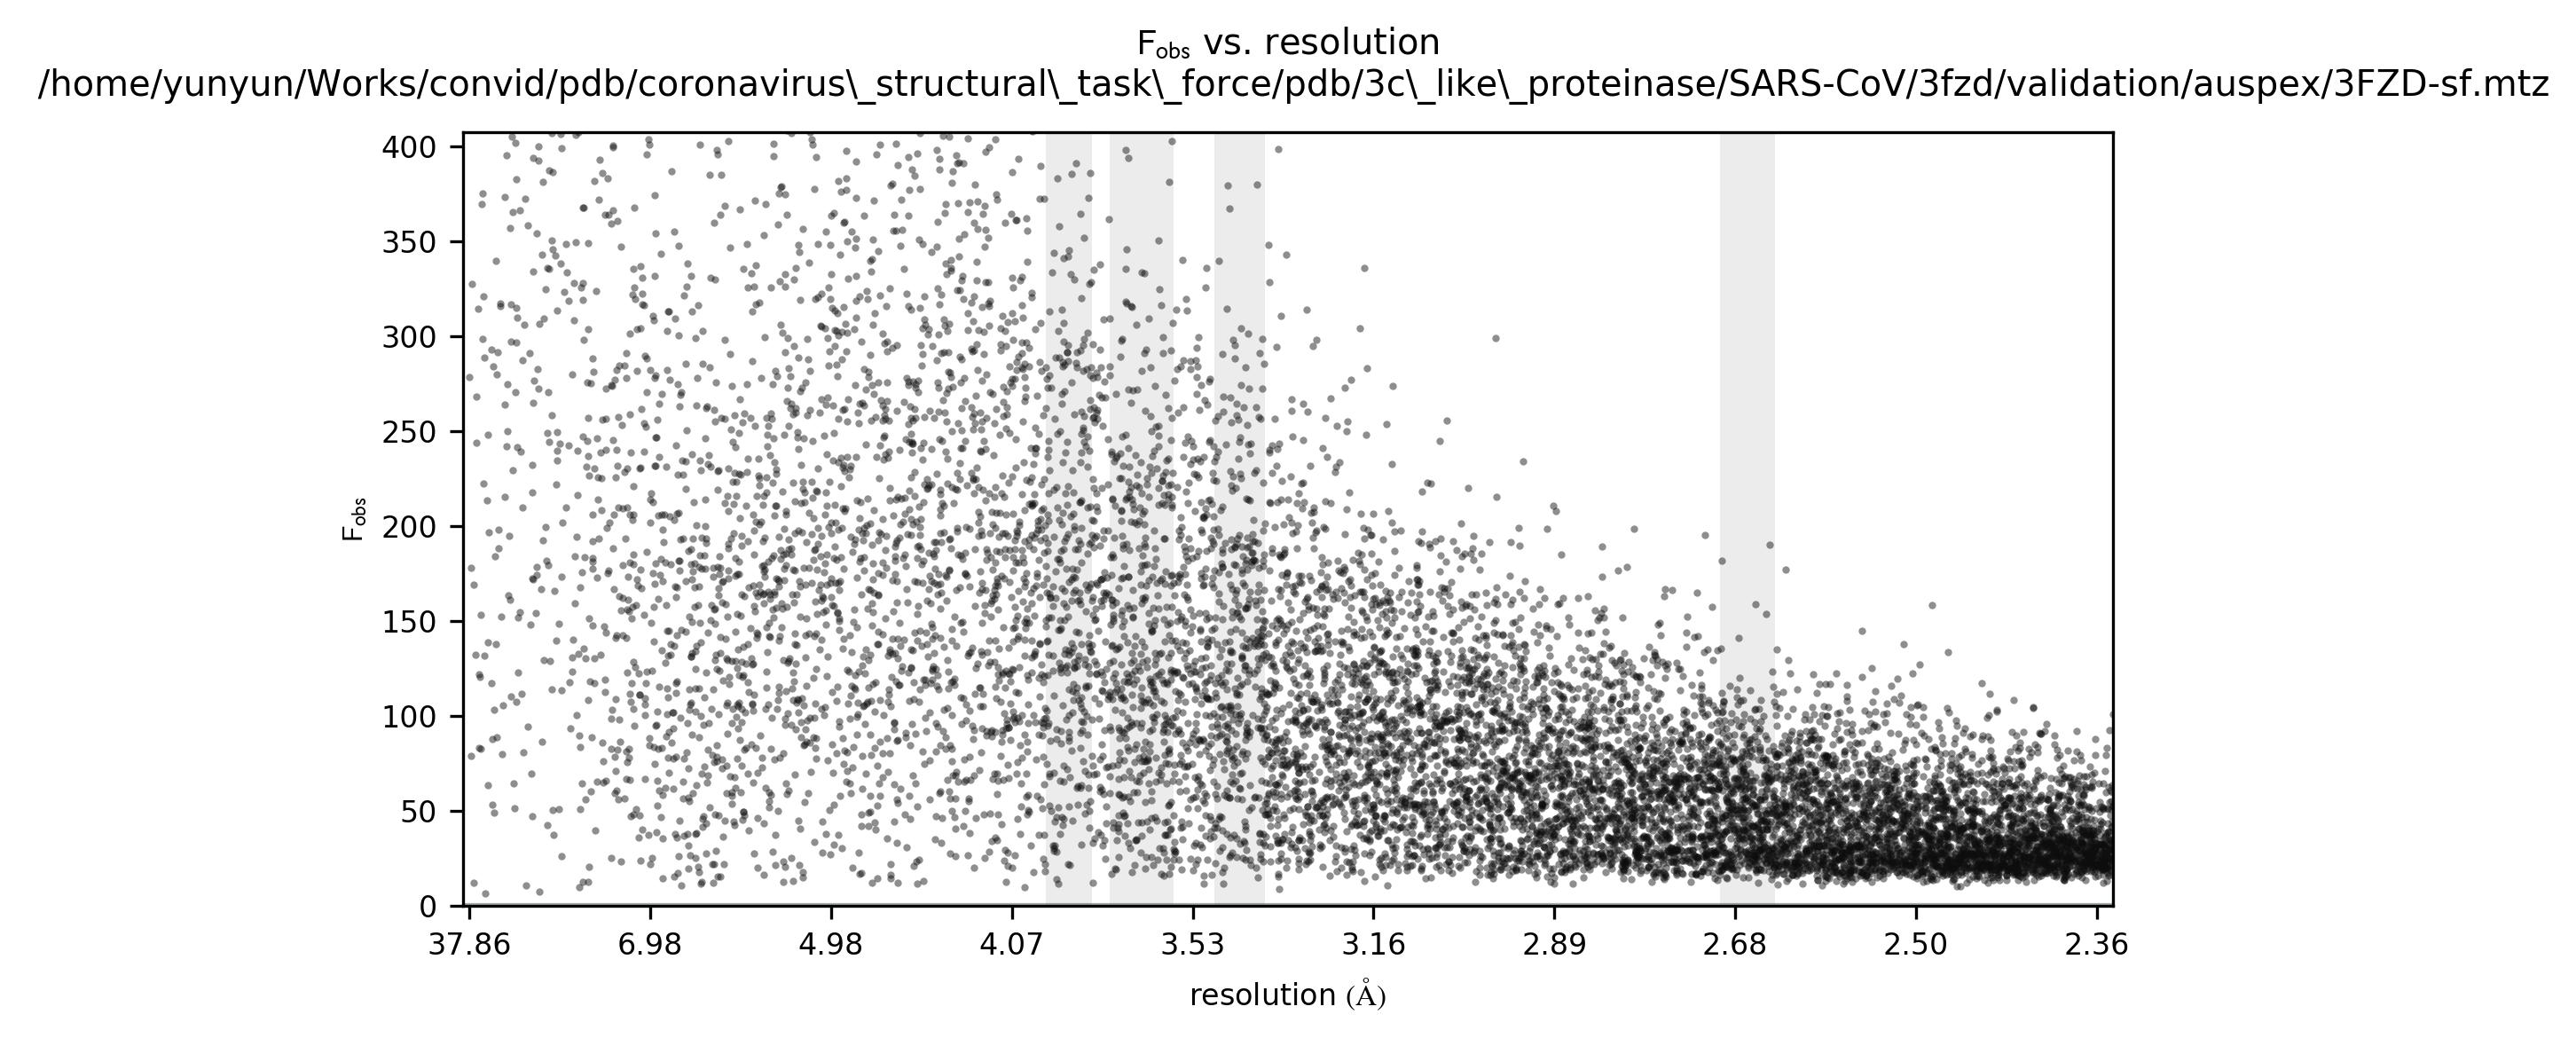 Fobs vs. resolution
/home/yunyun/Works/convid/pdb/coronavirus\_structural\_task\_force/pdb/3c\_like\_proteinase/SARS-CoV/3fzd/validation/auspex/3FZD-sf.mtz
400
350
300
250
200
150
100
50
0
Fobs
37.86 6.98 4.98 4.07 3.53 3.16 2.89 2.68 2.50 2.36
resolution (Å)